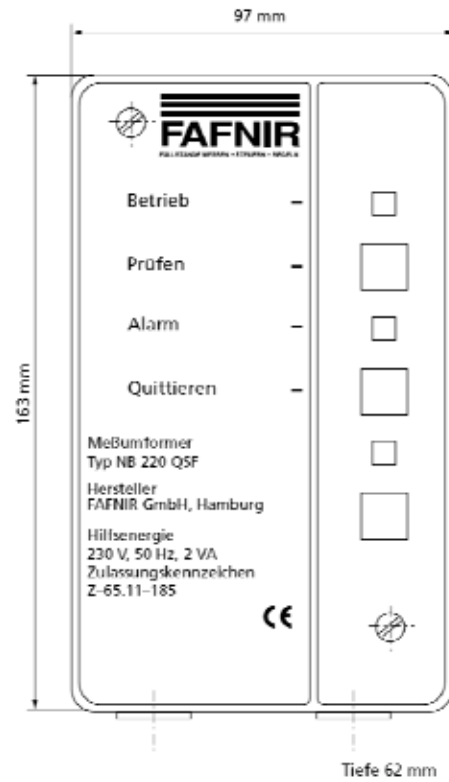 97 mm
FAFNIR
Betrieb
Prüfen
Alarm
Quittieren
163 mm
Meßumformer
Typ NB 220 QSF
Hersteller
FAFNIR GmbH, Hamburg
Hilfsenergie
230 V, 50 Hz, 2 VA
Zulassungskennzeichen
Z-65.11-185
CE
Tiefe 62 mm